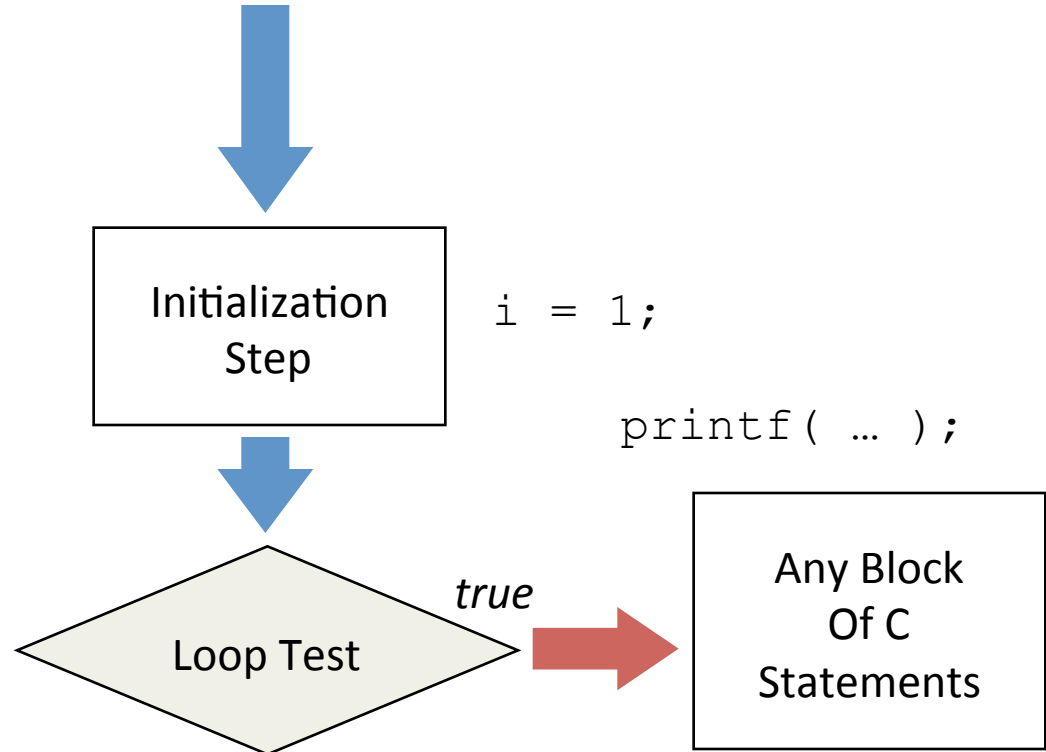 Initialization
Step
i = 1;
printf( … );
true
Loop Test
Any Block
Of C
Statements